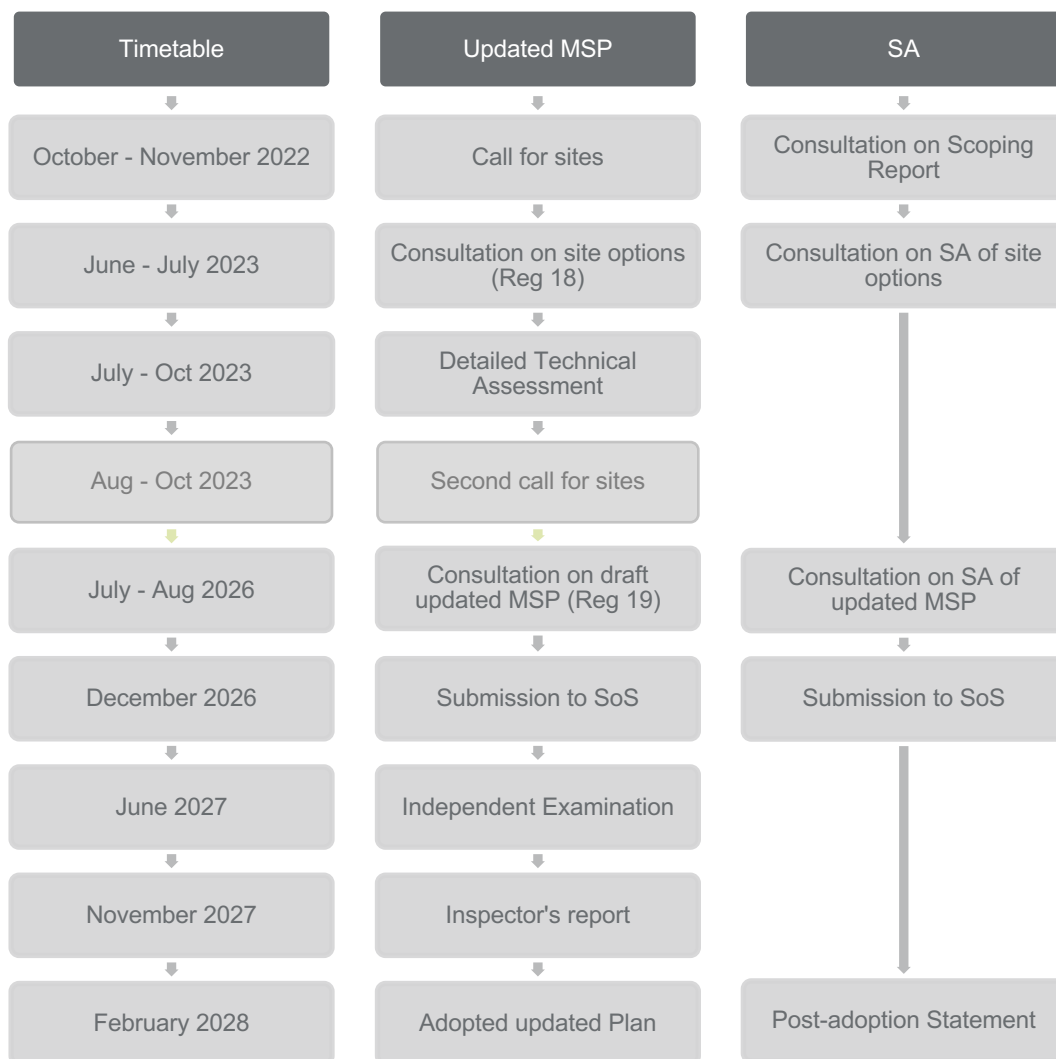 Timetable
Updated MSP
SA
October - November 2022
Call for sites
Consultation on Scoping
Report
June - July 2023
Consultation on site options
(Reg 18)
Consultation on SA of site
options
July - Oct 2023
Detailed Technical
Assessment
Aug - Oct 2023
Second call for sites
July - Aug 2026
Consultation on draft
updated MSP (Reg 19)
Consultation on SA of
updated MSP
December 2026
Submission to SoS
Submission to SoS
June 2027
Independent Examination
November 2027
Inspector's report
February 2028
Adopted updated Plan
Post-adoption Statement